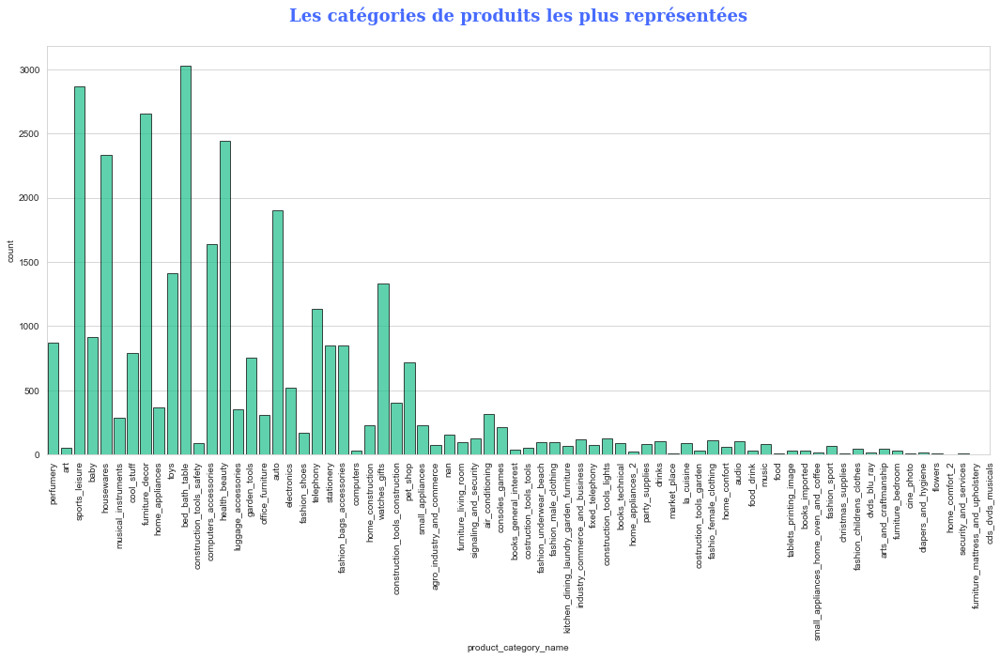 Les catégories de produits les plus représentées
3000
2500
2000
1500
1000
500
0
count
perfumery
art
sports_leisure
baby
housewares
musical_instruments
cool_stuff
furniture_decor
home_appliances
toys
bed_bath_table
construction_tools_safety
computers_accessories
health_beauty
luggage_accessories
garden_tools
office_furniture
auto
electronics
fashion_shoes
telephony
stationery
fashion_bags_accessories
computers
home_construction
watches_gifts
construction_tools_construction
pet_shop
small_appliances
agro_industry_and_commerce
nan
furniture_living_room
signaling_and_security
air_conditioning
consoles_games
books_general_interest
costruction_tools_tools
fashion_underwear_beach
fashion_male_clothing
kitchen_dining_laundry_garden_furniture
industry_commerce_and_business
fixed_telephony
construction_tools_lights
books_technical
home_appliances_2
party_supplies
drinks
market_place
la_cuisine
costruction_tools_garden
fashio_female_clothing
home_confort
audio
food_drink
music
food
tablets_printing_image
books_imported
small_appliances_home_oven_and_coffee
fashion_sport
christmas_supplies
fashion_childrens_clothes
dvds_blu_ray
arts_and_craftmanship
furniture_bedroom
cine_photo
diapers_and_hygiene
flowers
home_comfort_2
security_and_services
furniture_mattress_and_upholstery
cds_dvds_musicals
product_category_name